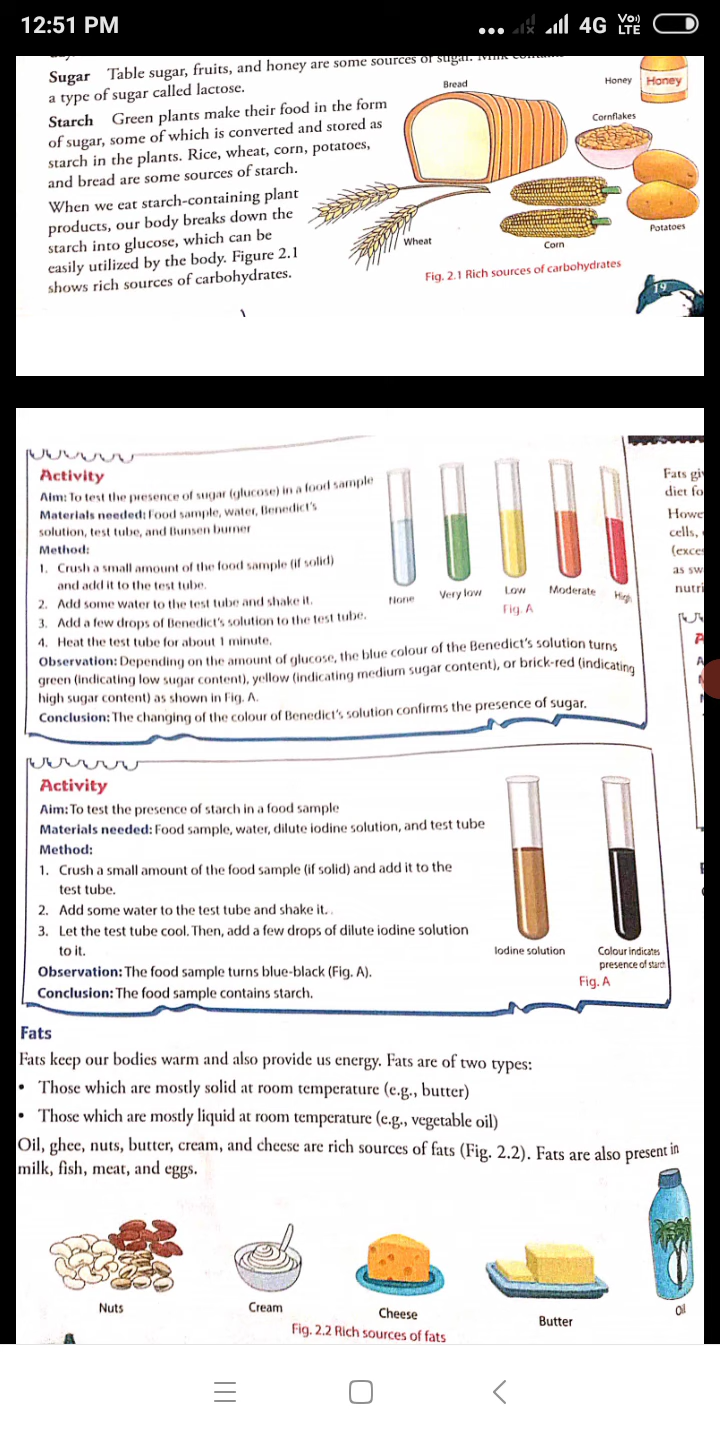 12:51 PM
4G
Vo))
LTE
Sugar Table sugar, fruits, and honey are some sources of sugar. Milk
a type of sugar called lactose.
Starch Green plants make their food in the form
of sugar, some of which is converted and stored as
starch in the plants. Rice, wheat, corn, potatoes,
and bread are some sources of starch.
When we eat starch-containing plant
products, our body breaks down the
starch into glucose, which can be
easily utilized by the body. Figure 2.1
shows rich sources of carbohydrates.
Bread
Honey
Honey
Cornflakes
Potatoes
Wheat
Corn
Fig. 2.1 Rich sources of carbohydrates
19
Activity
Aim: To test the presence of sugar (glucose) in a food sample
Materials needed: Food sample, water, Benedict's
solution, test tube, and Bunsen burner
Method:
1. Crush a small amount of the food sample (if solid)
and add it to the test tube.
2. Add some water to the test tube and shake it.
3. Add a few drops of Benedict's solution to the test tube.
4. Heat the test tube for about 1 minute.
None
Very low
Low
Moderate
High
Fig. A
Observation: Depending on the amount of glucose, the blue colour of the Benedict's solution turns
green (indicating low sugar content), yellow (indicating medium sugar content), or brick-red (indicating
high sugar content) as shown in Fig. A.
Conclusion: The changing of the colour of Benedict's solution confirms the presence of sugar.
Fats
diet fo
cells,
as sw
nutri
Activity
Aim: To test the presence of starch in a food sample
Materials needed: Food sample, water, dilute iodine solution, and test tube
Method:
1. Crush a small amount of the food sample (if solid) and add it to the
test tube.
2. Add some water to the test tube and shake it. .
3. Let the test tube cool. Then, add a few drops of dilute iodine solution
to it.
Observation: The food sample turns blue-black (Fig. A).
Conclusion: The food sample contains starch.
Iodine solution
Colour indicates
presence of starch
Fig. A
Fats
Fats keep our bodies warm and also provide us energy. Fats are of two types:
• Those which are mostly solid at room temperature (e.g., butter)
• Those which are mostly liquid at room temperature (e.g., vegetable oil)
Oil, ghee, nuts, butter, cream, and cheese are rich sources of fats (Fig. 2.2). Fats are also present in
milk, fish, meat, and eggs.
Nuts
Cream
Cheese
Butter
Oil
Fig. 2.2 Rich sources of fats